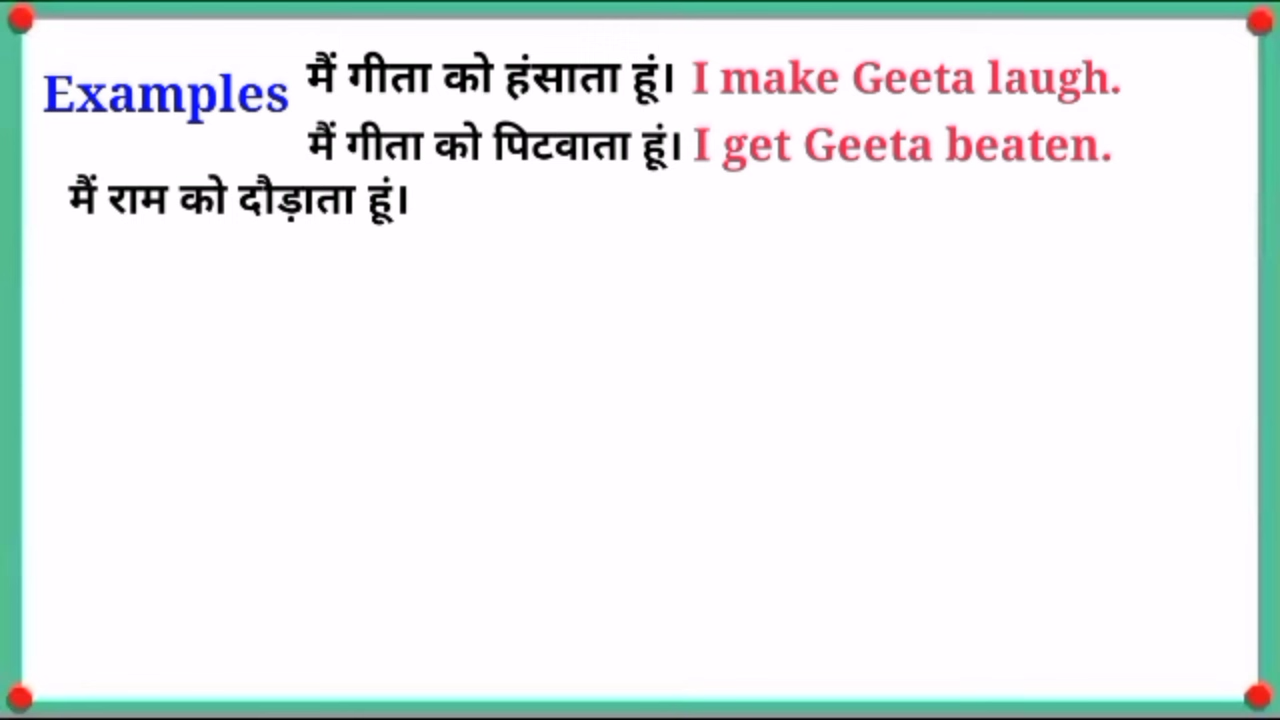 Examples मैं गीता को हंसाता हूं। I make Geeta laugh.
मैं गीता को पिटवाता हूं। I get Geeta beaten.
मैं राम को दौड़ाता हूं।